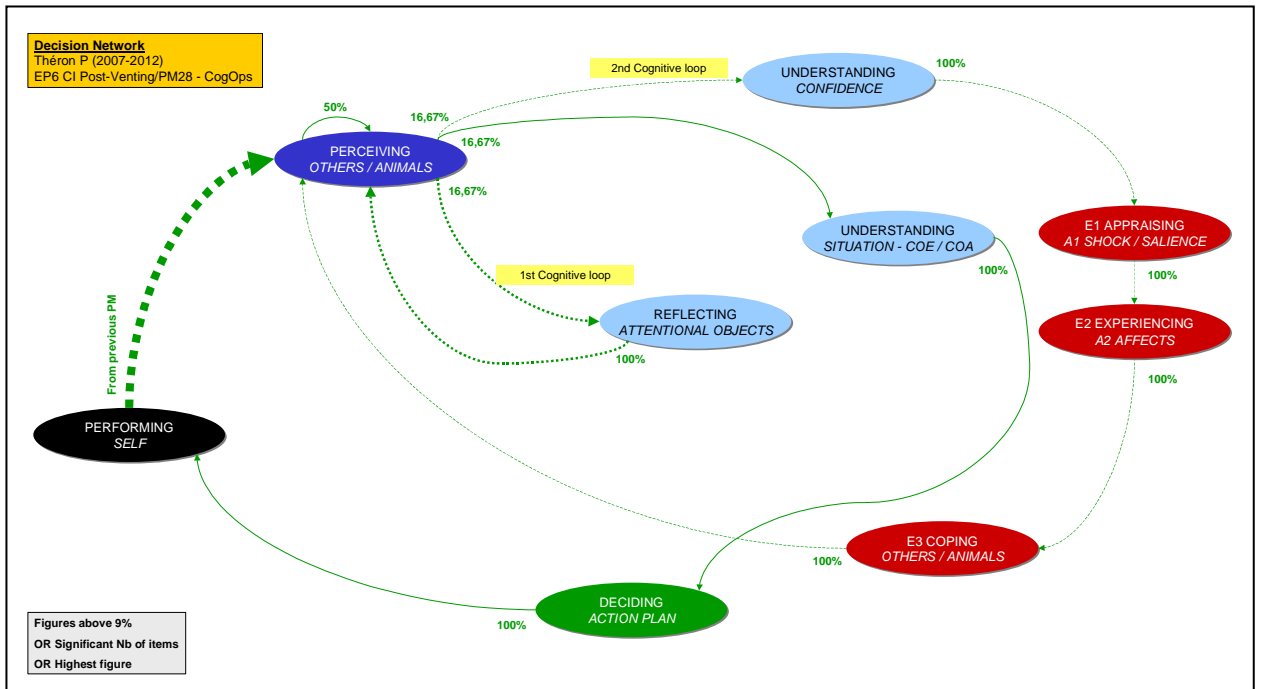 Decision Network
Théron P (2007-2012)
EP6 CI Post-Venting/PM28 - CogOps
2nd Cognitive loop
UNDERSTANDING
CONFIDENCE
100%
50%
16,67%
16,67%
16,67%
PERCEIVING
OTHERS / ANIMALS
UNDERSTANDING
SITUATION - COE / COA
100%
E1 APPRAISING
A1 SHOCK / SALIENCE
100%
1st Cognitive loop
REFLECTING
ATTENTIONAL OBJECTS
100%
E2 EXPERIENCING
A2 AFFECTS
100%
From previous PM
PERFORMING
SELF
E3 COPING
OTHERS / ANIMALS
100%
DECIDING
ACTION PLAN
100%
Figures above 9%
OR Significant Nb of items
OR Highest figure